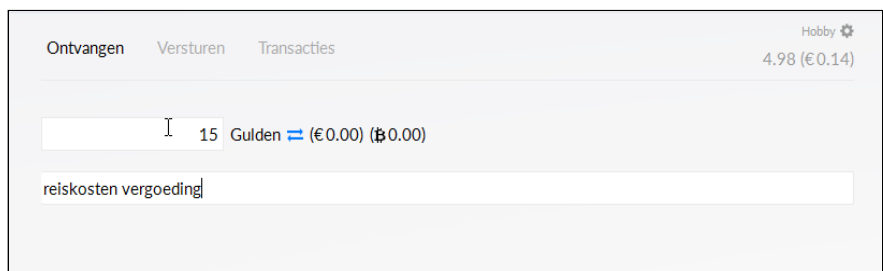 Hobby
Ontvangen Versturen Transacties
4.98 (€0.14)
15 Gulden (€0.00) (₿0.00)
reiskosten vergoeding